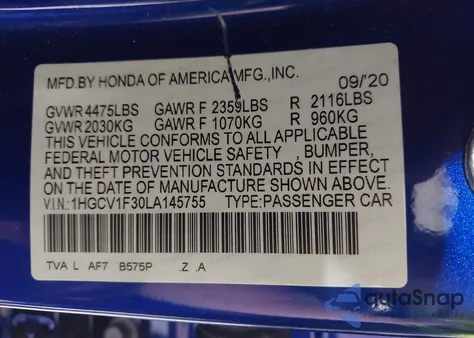 MFD.BY HONDA OF AMERICA MFG.,INC. 09/20
GVWR 4475LBS GAWR F 2359LBS R 2116LBS
GVWR 2030KG GAWR F 1070KG R 960KG
THIS VEHICLE CONFORMS TO ALL APPLICABLE
FEDERAL MOTOR VEHICLE SAFETY , BUMPER,
AND THEFT PREVENTION STANDARDS IN EFFECT
ON THE DATE OF MANUFACTURE SHOWN ABOVE.
V.I.N.:1HGCV1F30LA145755 TYPE:PASSENGER CAR
TVA L AF7 B575P .Z .A
autaSnap